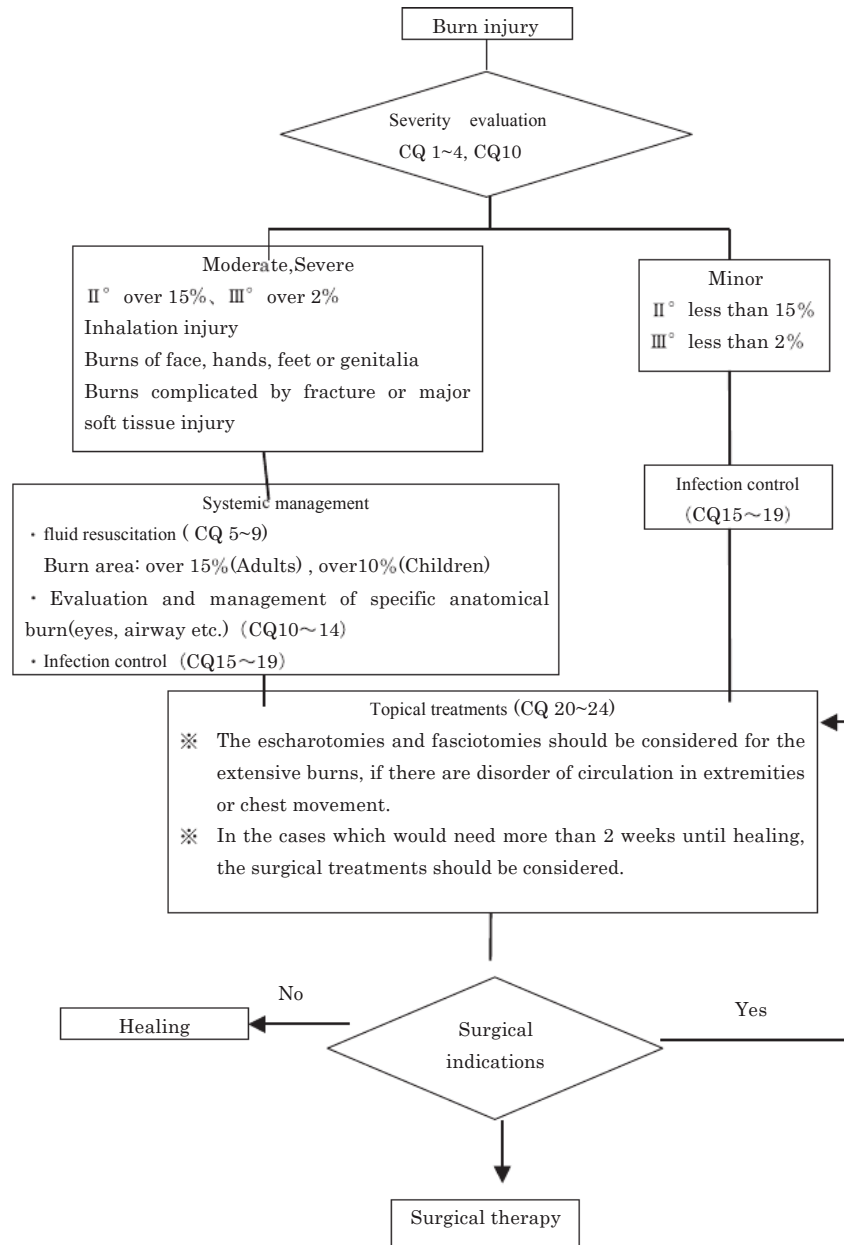 Burn injury
Severity evaluation
CQ 1~4, CQ10
Moderate,Severe
Ⅱ° over 15%、Ⅲ° over 2%
Inhalation injury
Burns of face, hands, feet or genitalia
Burns complicated by fracture or major
soft tissue injury
Minor
Ⅱ° less than 15%
Ⅲ° less than 2%
Systemic management
・fluid resuscitation ( CQ 5~9)
Burn area: over 15%(Adults) , over10%(Children)
・Evaluation and management of specific anatomical
burn(eyes, airway etc.)（CQ10～14）
・Infection control（CQ15～19）
Infection control
（CQ15～19）
Topical treatments (CQ 20~24)
※ The escharotomies and fasciotomies should be considered for the
extensive burns, if there are disorder of circulation in extremities
or chest movement.
※ In the cases which would need more than 2 weeks until healing,
the surgical treatments should be considered.
No
Yes
Healing
Surgical
indications
Surgical therapy